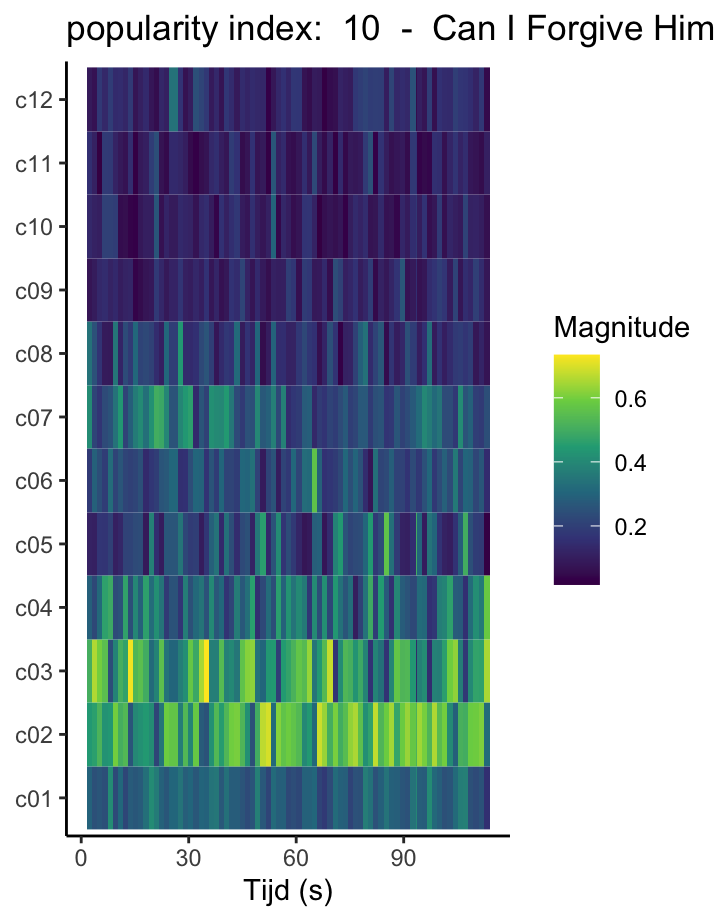 popularity index:  10  -  Can I Forgive Him
c12
c11
c10
c09
c08
c07
c06
c05
c04
c03
c02
c01
0 30 60 90
Tijd (s)
Magnitude
0.6
0.4
0.2